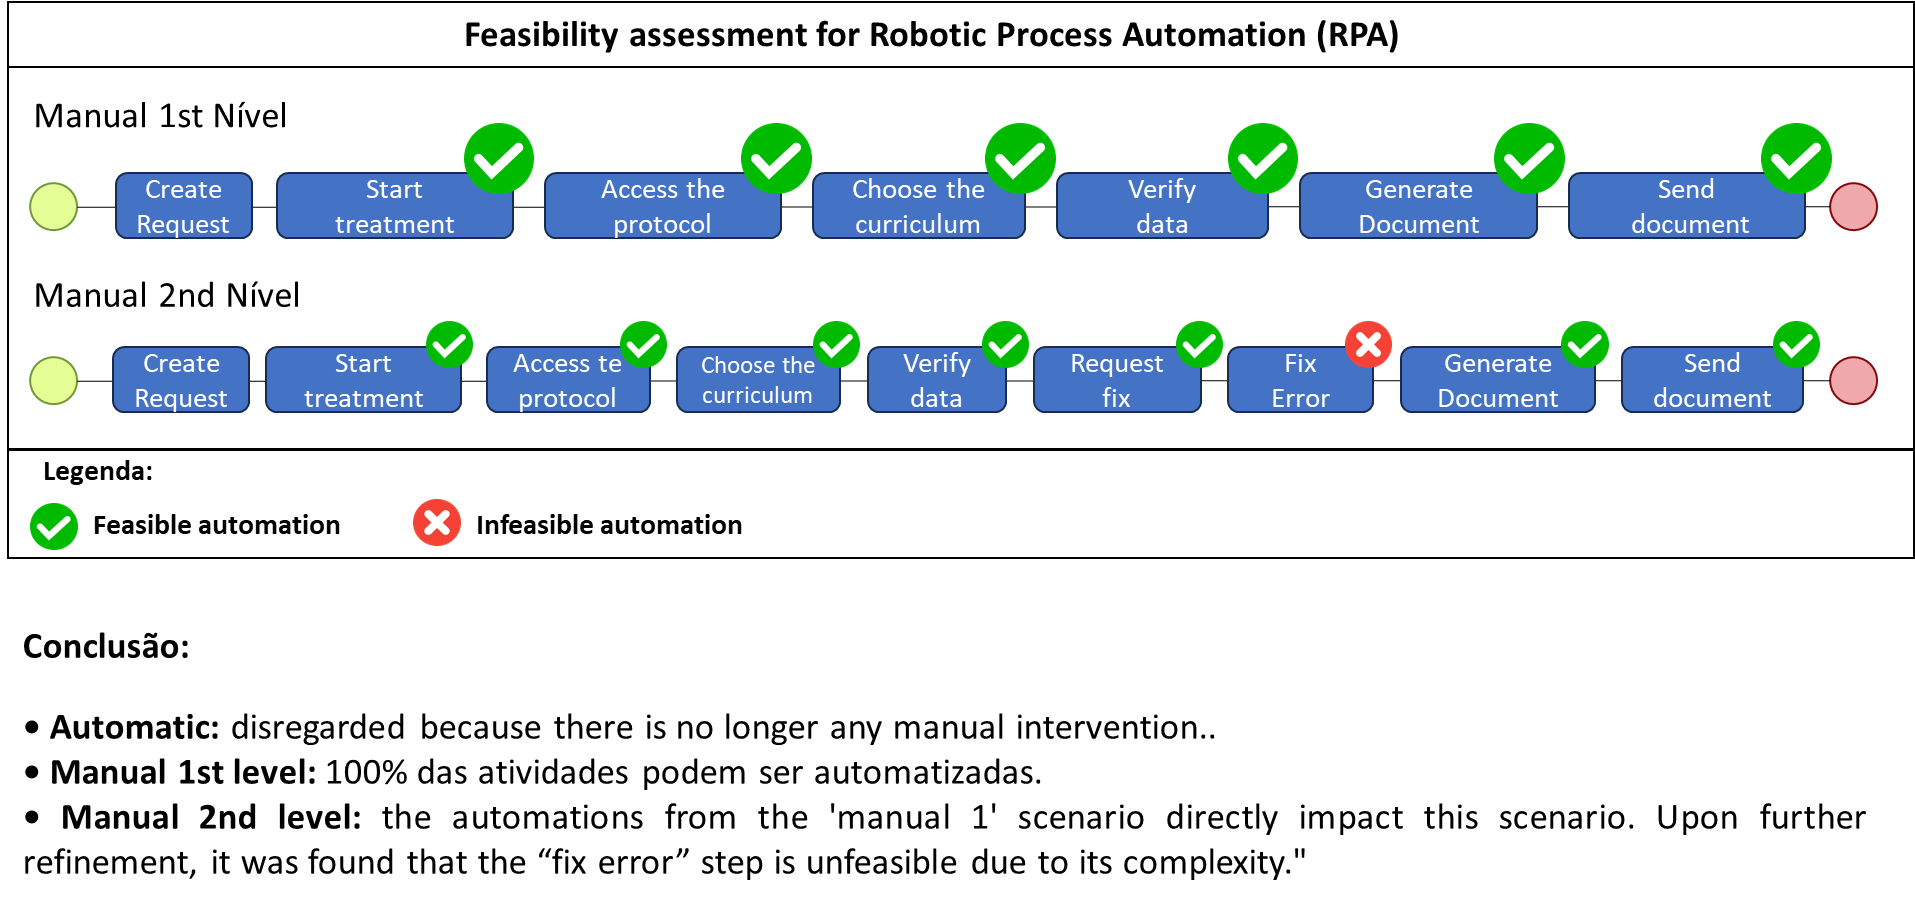 Feasibility assessment for Robotic Process Automation (RPA)
Manual 1st Nível
Create
Request
Start
treatment
Access the
protocol
Choose the
curriculum
Verify
data
Generate
Document
Send
document
Manual 2nd Nível
Create
Request
Start
treatment
Access te
protocol
Choose the
curriculum
Verify
data
Request
fix
Fix
Error
Generate
Document
Send
document
Legenda:
Feasible automation
Infeasible automation
Conclusão:
• Automatic: disregarded because there is no longer any manual intervention..
• Manual 1st level: 100% das atividades podem ser automatizadas.
• Manual 2nd level: the automations from the 'manual 1' scenario directly impact this scenario. Upon further
refinement, it was found that the “fix error” step is unfeasible due to its complexity."